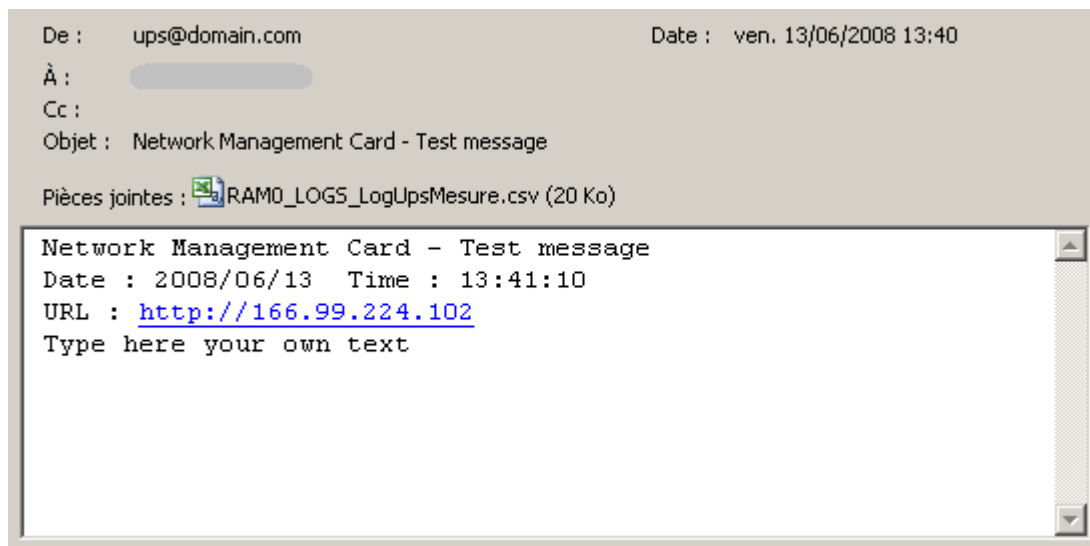 De : ups@domain.com Date : ven. 13/06/2008 13:40
À :
Cc :
Objet : Network Management Card - Test message
Pièces jointes : RAM0_LOGS_LogUpsMesure.csv (20 Ko)
Network Management Card - Test message
Date : 2008/06/13 Time : 13:41:10
URL : http://166.99.224.102
Type here your own text